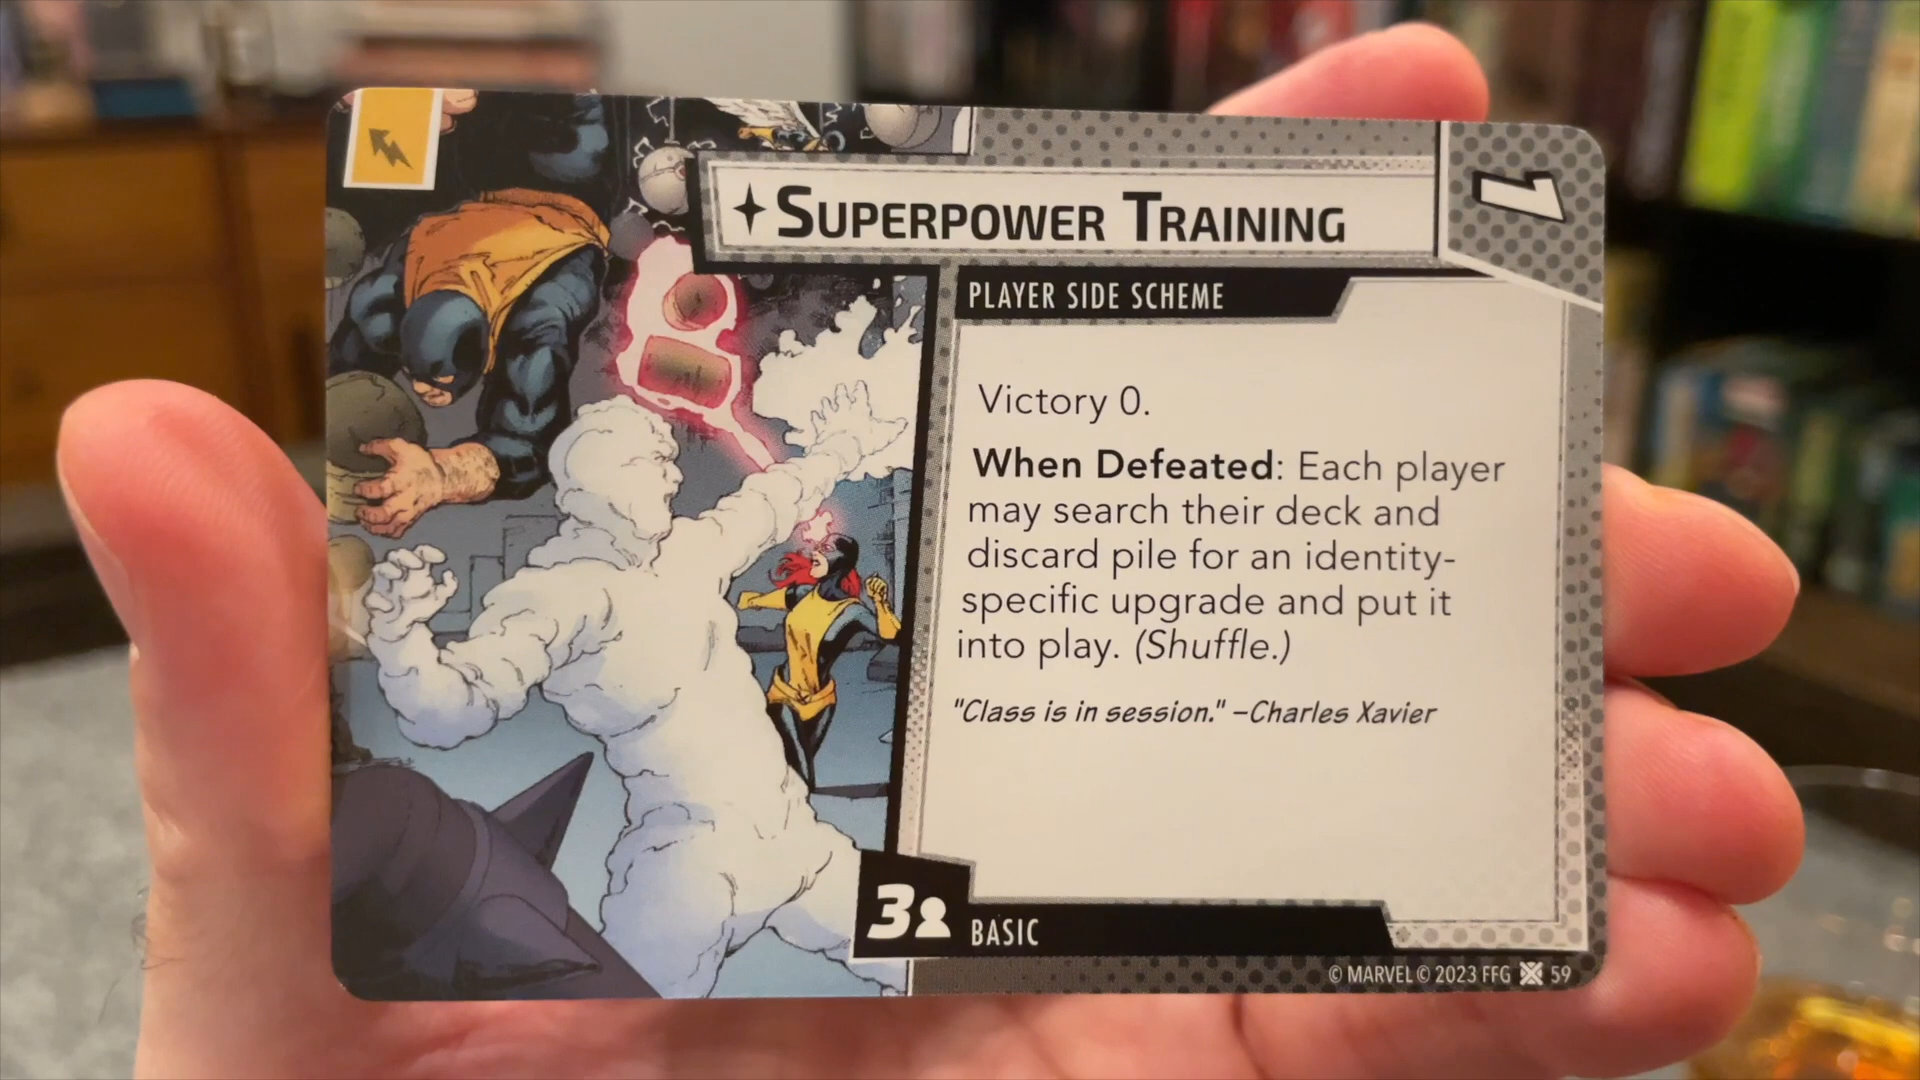 SUPERPOWER TRAINING
1
PLAYER SIDE SCHEME
Victory 0.
When Defeated: Each player
may search their deck and
discard pile for an identity-
specific upgrade and put it
into play. (Shuffle.)
"Class is in session." –Charles Xavier
3
BASIC
© MARVEL © 2023 FFG 59